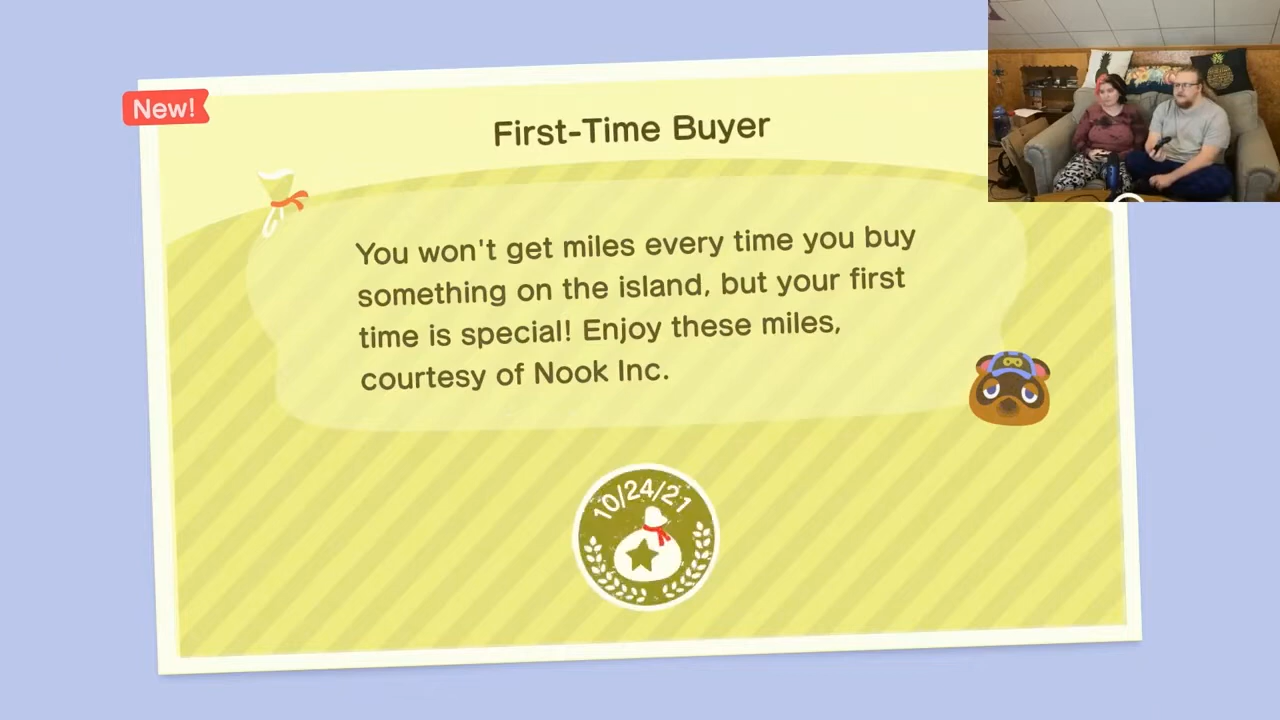 New!
First-Time Buyer
You won't get miles every time you buy
something on the island, but your first
time is special! Enjoy these miles,
courtesy of Nook Inc.
10/24/21